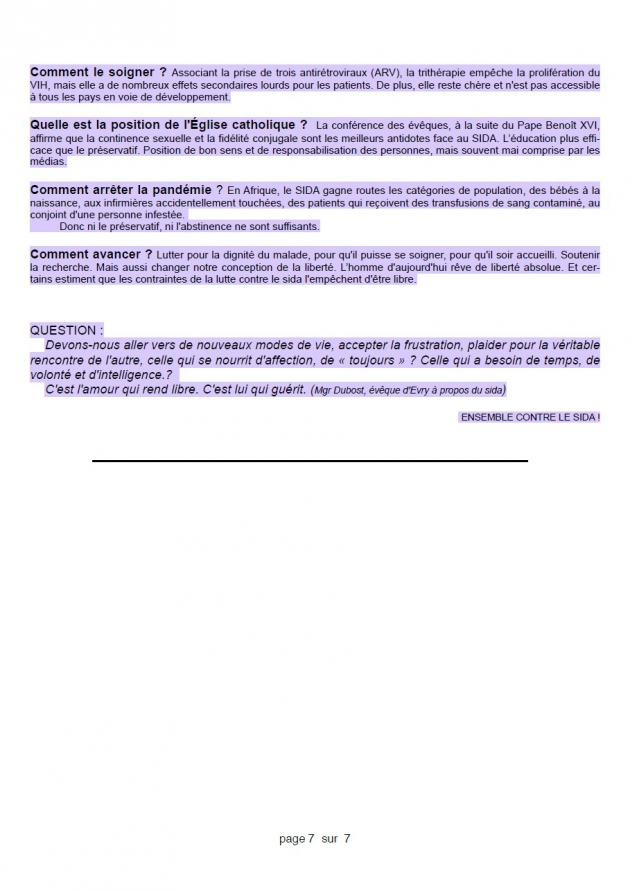 Comment le soigner ? Associant la prise de trois antirétroviraux (ARV), la trithérapie empêche la prolifération du
VIH, mais elle a de nombreux effets secondaires lourds pour les patients. De plus, elle reste chère et n'est pas accessible
à tous les pays en voie de développement.
Quelle est la position de l'Église catholique ? La conférence des évêques, à la suite du Pape Benoît XVI,
affirme que la continence sexuelle et la fidélité conjugale sont les meilleurs antidotes face au SIDA. L'éducation plus effi-
cace que le préservatif. Position de bon sens et de responsabilisation des personnes, mais souvent mai comprise par les
médias.
Comment arrêter la pandémie ? En Afrique, le SIDA gagne routes les catégories de population, des bébés à la
naissance, aux infirmières accidentellement touchées, des patients qui reçoivent des transfusions de sang contaminé, au
conjoint d'une personne infestée.
Donc ni le préservatif, ni l'abstinence ne sont suffisants.
Comment avancer ? Lutter pour la dignité du malade, pour qu'il puisse se soigner, pour qu'il soir accueilli. Soutenir
la recherche. Mais aussi changer notre conception de la liberté. L'homme d'aujourd'hui rêve de liberté absolue. Et cer-
tains estiment que les contraintes de la lutte contre le sida l'empêchent d'être libre.
QUESTION :
Devons-nous aller vers de nouveaux modes de vie, accepter la frustration, plaider pour la véritable
rencontre de l'autre, celle qui se nourrit d'affection, de « toujours » ? Celle qui a besoin de temps, de
volonté et d'intelligence.?
C'est l'amour qui rend libre. C'est lui qui guérit. (Mgr Dubost, évêque d'Evry à propos du sida)
ENSEMBLE CONTRE LE SIDA !
page 7 sur 7